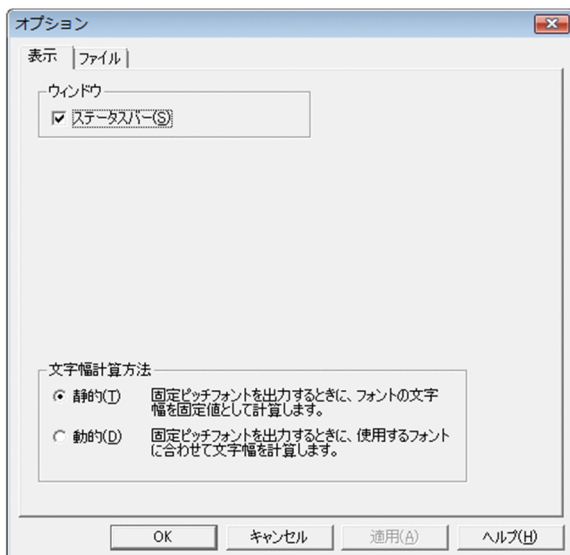 オプション
表示 ファイル
ウィンドウ
ステータスバー(S)
文字幅計算方法
静的(T) 固定ピッチフォントを出力するときに、フォントの文字
幅を固定値として計算します。
動的(D) 固定ピッチフォントを出力するときに、使用するフォント
に合わせて文字幅を計算します。
OK キャンセル 適用(A) ヘルプ(H)